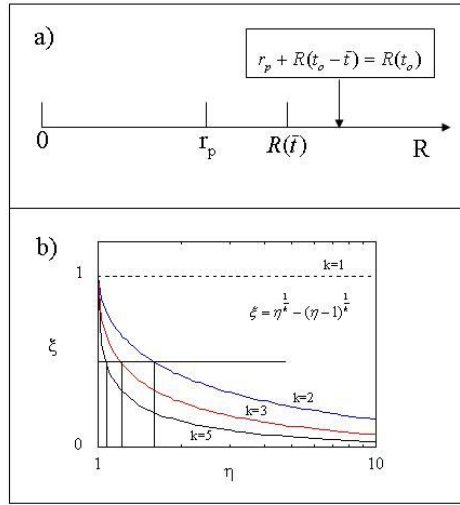 a)
r_p + R(t_o − t̄) = R(t_o)
0 r_p R(t̄) R
b)
1
k=1
ξ = η^{1/k} − (η−1)^{1/k}
ξ
k=2
k=3
k=5
0
1 η 10